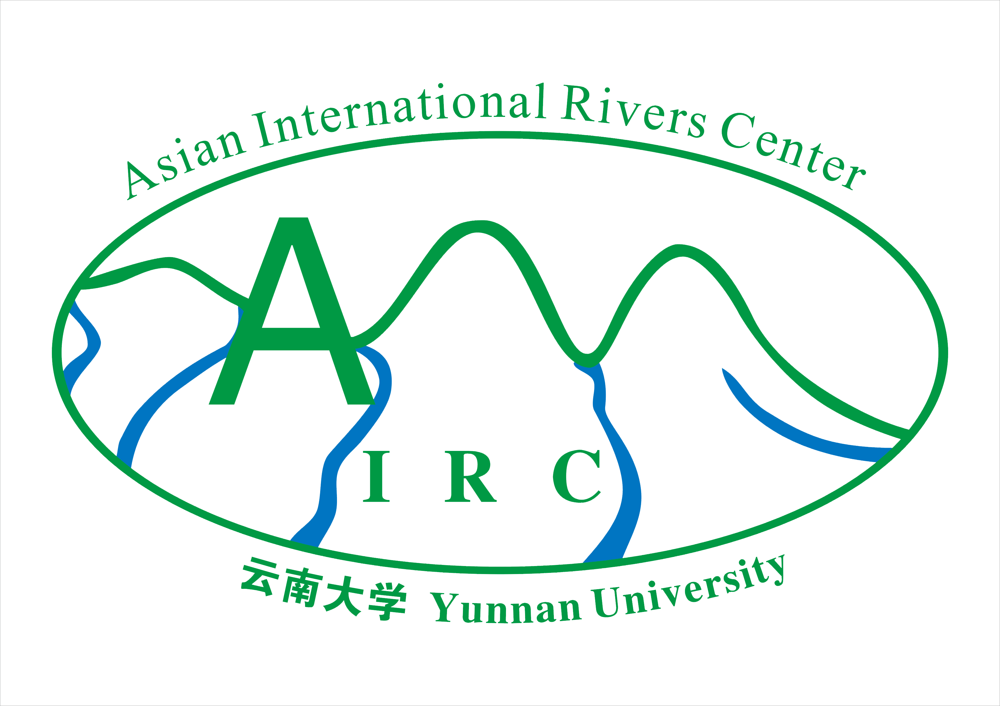 Asian International Rivers Center
A
I R C
云南大学 Yunnan University